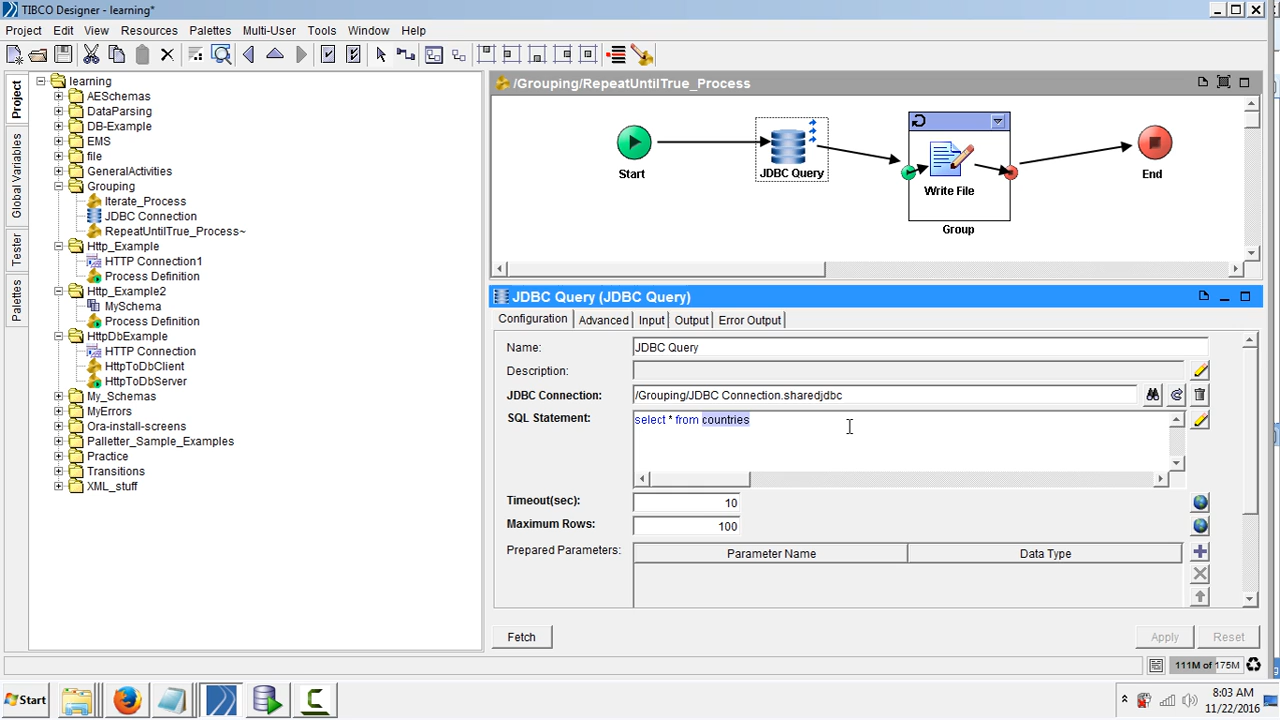 TIBCO Designer - learning*
Project Edit View Resources Palettes Multi-User Tools Window Help
Project
Global Variables
Tester
Palettes
learning
AESchemas
DataParsing
DB-Example
EMS
file
GeneralActivities
Grouping
Iterate_Process
JDBC Connection
RepeatUntilTrue_Process~
Http_Example
HTTP Connection1
Process Definition
Http_Example2
MySchema
Process Definition
HttpDbExample
HTTP Connection
HttpToDbClient
HttpToDbServer
My_Schemas
MyErrors
Ora-install-screens
Palletter_Sample_Examples
Practice
Transitions
XML_stuff
/Grouping/RepeatUntilTrue_Process
Start
JDBC Query
Write File
Group
End
JDBC Query (JDBC Query)
Configuration Advanced Input Output Error Output
Name: JDBC Query
Description:
JDBC Connection: /Grouping/JDBC Connection.sharedjdbc
SQL Statement: select * from countries
Timeout(sec): 10
Maximum Rows: 100
Prepared Parameters: Parameter Name Data Type
Fetch Apply Reset
111M of 175M
Start
8:03 AM
11/22/2016